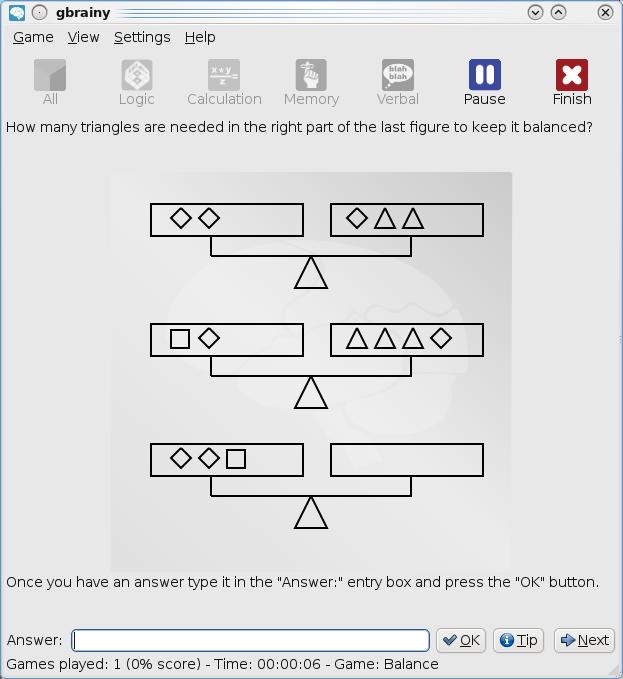 gbrainy
Game View Settings Help
blah
blah
x*y
z=
All Logic Calculation Memory Verbal Pause Finish
How many triangles are needed in the right part of the last figure to keep it balanced?
Once you have an answer type it in the "Answer:" entry box and press the "OK" button.
Answer: OK Tip Next
Games played: 1 (0% score) - Time: 00:00:06 - Game: Balance